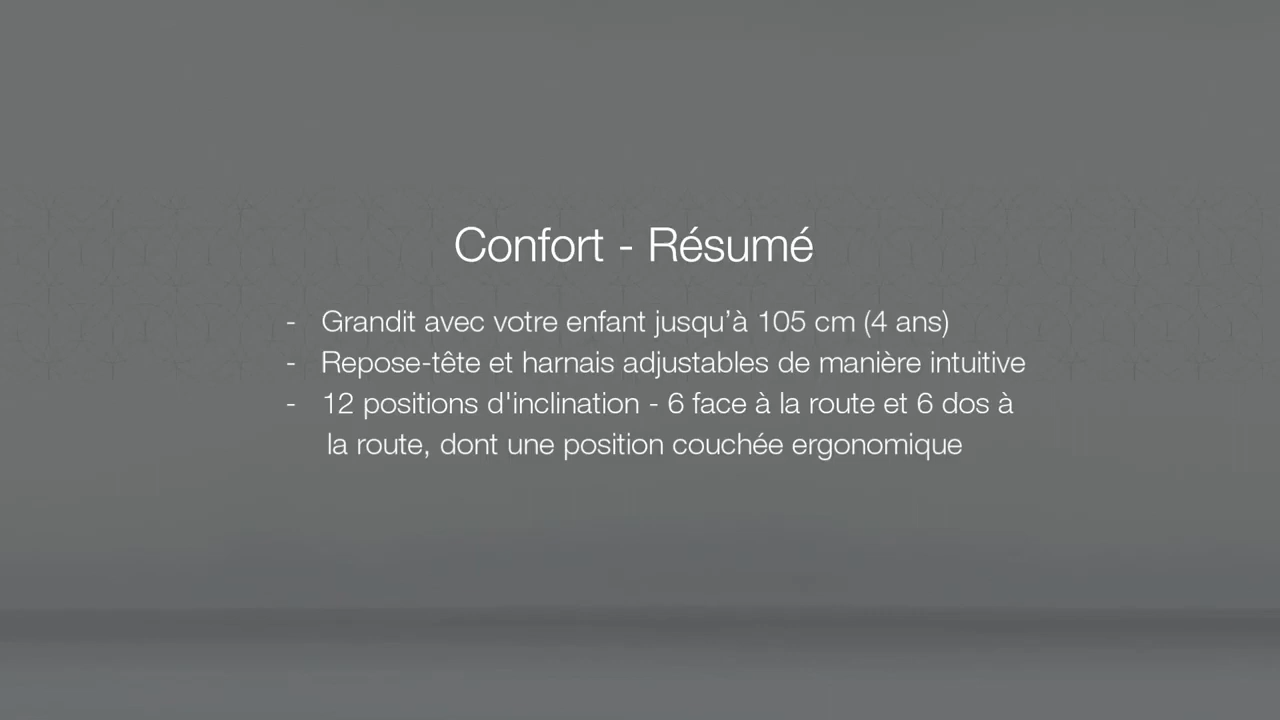 Confort - Résumé
- Grandit avec votre enfant jusqu’à 105 cm (4 ans)
- Repose-tête et harnais adjustables de manière intuitive
- 12 positions d'inclination - 6 face à la route et 6 dos à
la route, dont une position couchée ergonomique